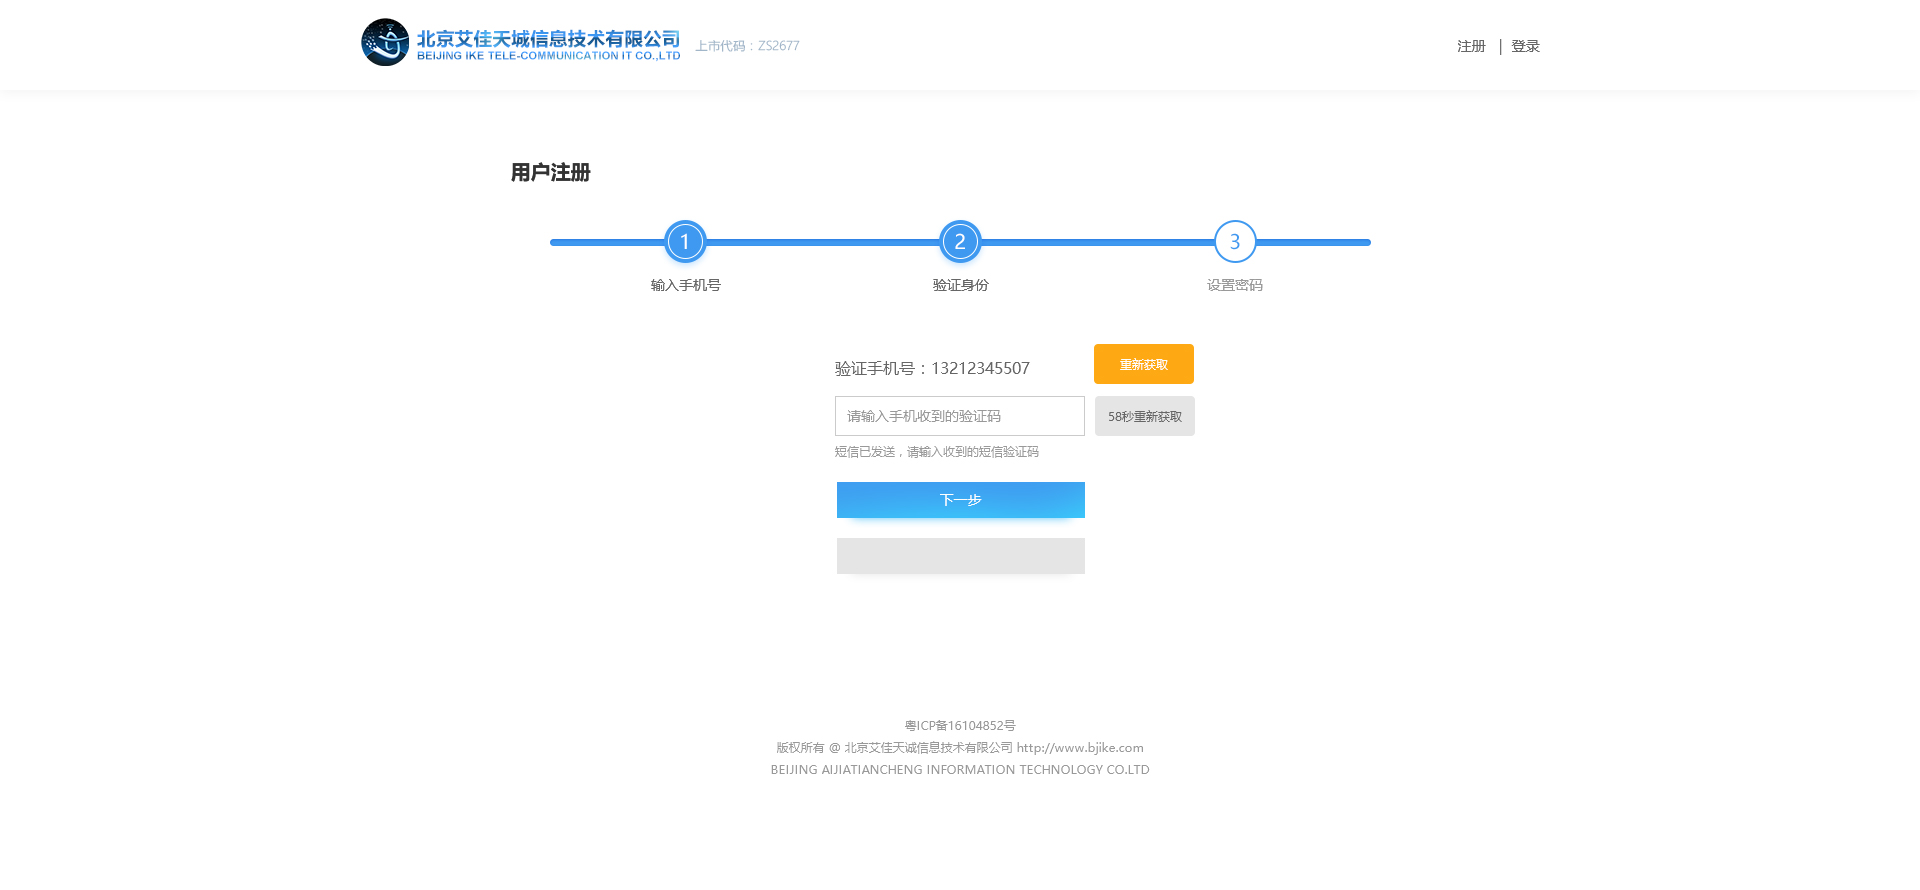 北京艾佳天诚信息技术有限公司
BEIJING IKE TELE-COMMUNICATION IT CO.,LTD
上市代码：ZS2677
注册 | 登录
用户注册
1 2 3
输入手机号 验证身份 设置密码
验证手机号：13212345507 重新获取
请输入手机收到的验证码 58秒重新获取
短信已发送，请输入收到的短信验证码
下一步
粤ICP备16104852号
版权所有 @ 北京艾佳天诚信息技术有限公司 http://www.bjike.com
BEIJING AIJIATIANCHENG INFORMATION TECHNOLOGY CO.LTD